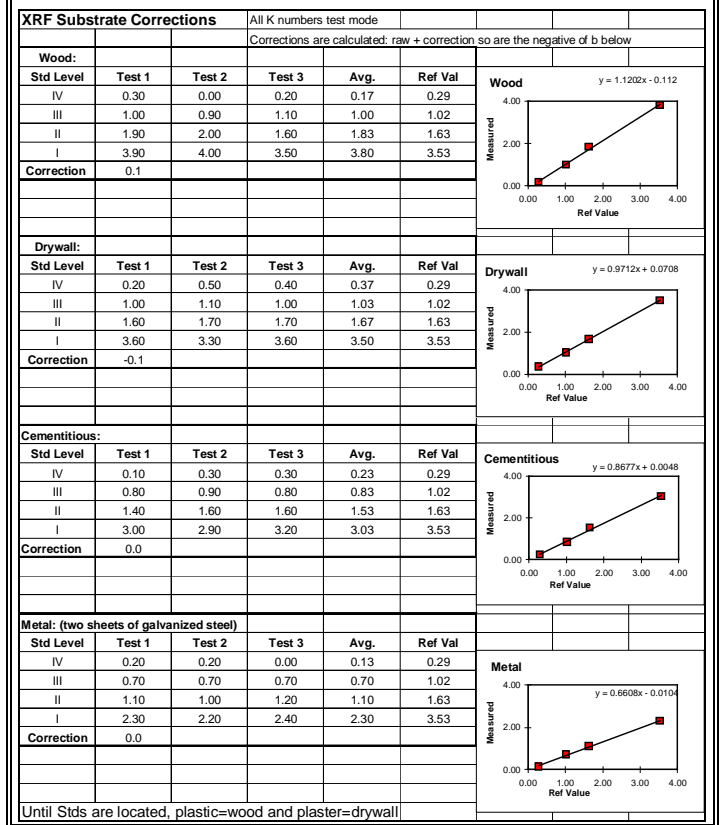 XRF Substrate Corrections All K numbers test mode
Corrections are calculated: raw + correction so are the negative of b below
Wood:
Std Level Test 1 Test 2 Test 3 Avg. Ref Val
IV 0.30 0.00 0.20 0.17 0.29
III 1.00 0.90 1.10 1.00 1.02
II 1.90 2.00 1.60 1.83 1.63
I 3.90 4.00 3.50 3.80 3.53
Correction 0.1
Wood y = 1.1202x - 0.112
4.00
2.00
0.00
Measured
0.00 1.00 2.00 3.00 4.00
Ref Value
Drywall:
Std Level Test 1 Test 2 Test 3 Avg. Ref Val
IV 0.20 0.50 0.40 0.37 0.29
III 1.00 1.10 1.00 1.03 1.02
II 1.60 1.70 1.70 1.67 1.63
I 3.60 3.30 3.60 3.50 3.53
Correction -0.1
Drywall y = 0.9712x + 0.0708
4.00
2.00
0.00
Measured
0.00 1.00 2.00 3.00 4.00
Ref Value
Cementitious:
Std Level Test 1 Test 2 Test 3 Avg. Ref Val
IV 0.10 0.30 0.30 0.23 0.29
III 0.80 0.90 0.80 0.83 1.02
II 1.40 1.60 1.60 1.53 1.63
I 3.00 2.90 3.20 3.03 3.53
Correction 0.0
Cementitious
y = 0.8677x + 0.0048
4.00
2.00
0.00
Measured
0.00 1.00 2.00 3.00 4.00
Ref Value
Metal: (two sheets of galvanized steel)
Std Level Test 1 Test 2 Test 3 Avg. Ref Val
IV 0.20 0.20 0.00 0.13 0.29
III 0.70 0.70 0.70 0.70 1.02
II 1.10 1.00 1.20 1.10 1.63
I 2.30 2.20 2.40 2.30 3.53
Correction 0.0
Metal
y = 0.6608x - 0.0104
4.00
2.00
0.00
Measured
0.00 1.00 2.00 3.00 4.00
Ref Value
Until Stds are located, plastic=wood and plaster=drywall